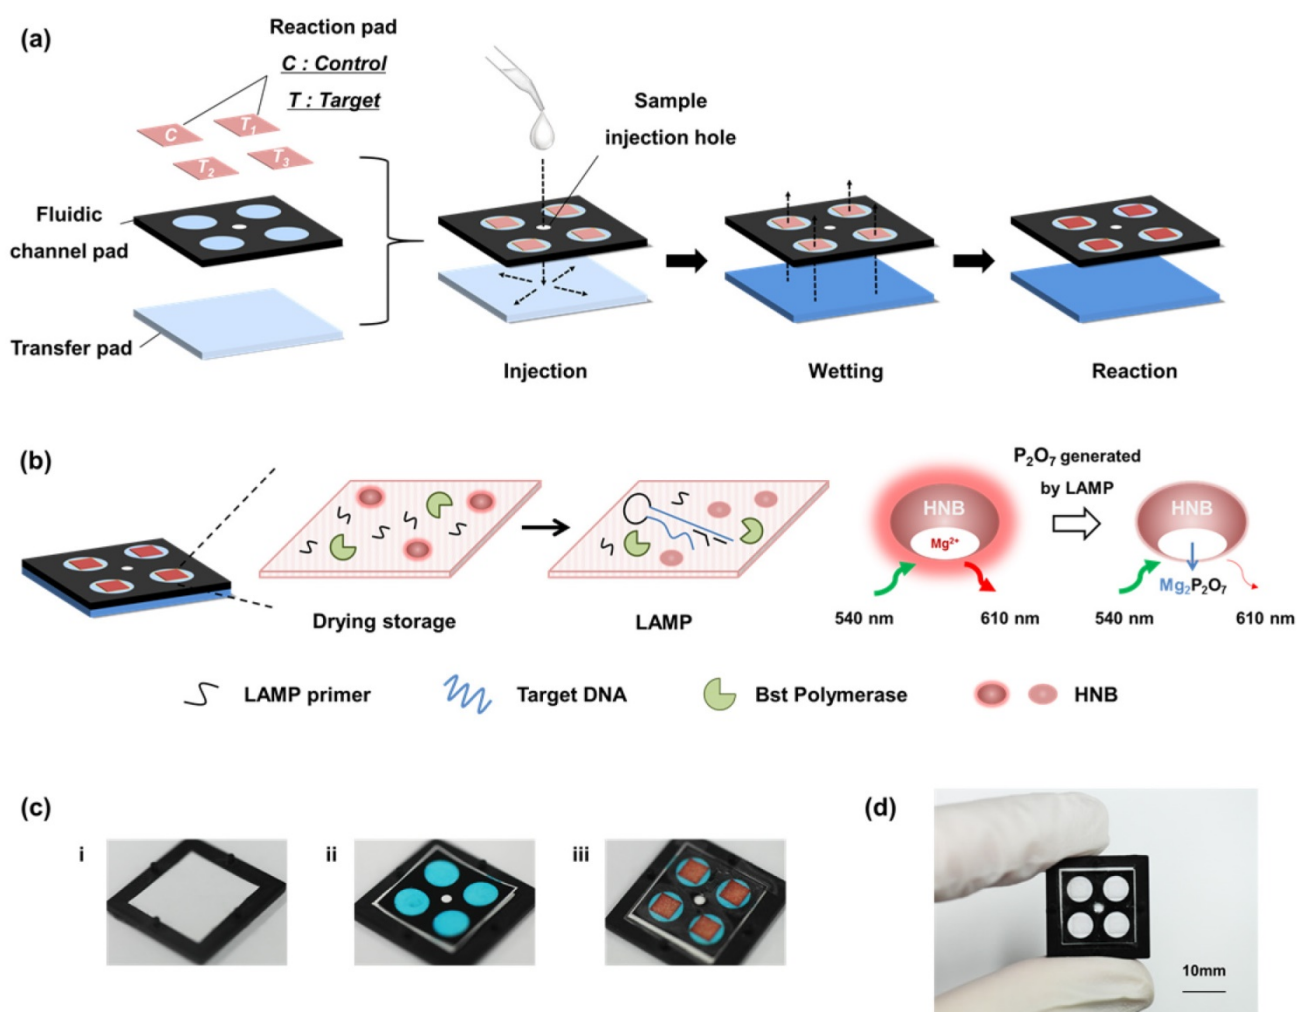 (a)
Reaction pad
C : Control
T : Target
C
T₁
T₂
T₃
Fluidic
channel pad
Transfer pad
Sample
injection hole
Injection
Wetting
Reaction
(b)
Drying storage
LAMP
HNB
Mg²⁺
540 nm
610 nm
P₂O₇ generated
by LAMP
HNB
Mg₂P₂O₇
540 nm
610 nm
LAMP primer
Target DNA
Bst Polymerase
HNB
(c)
i
ii
iii
(d)
10mm